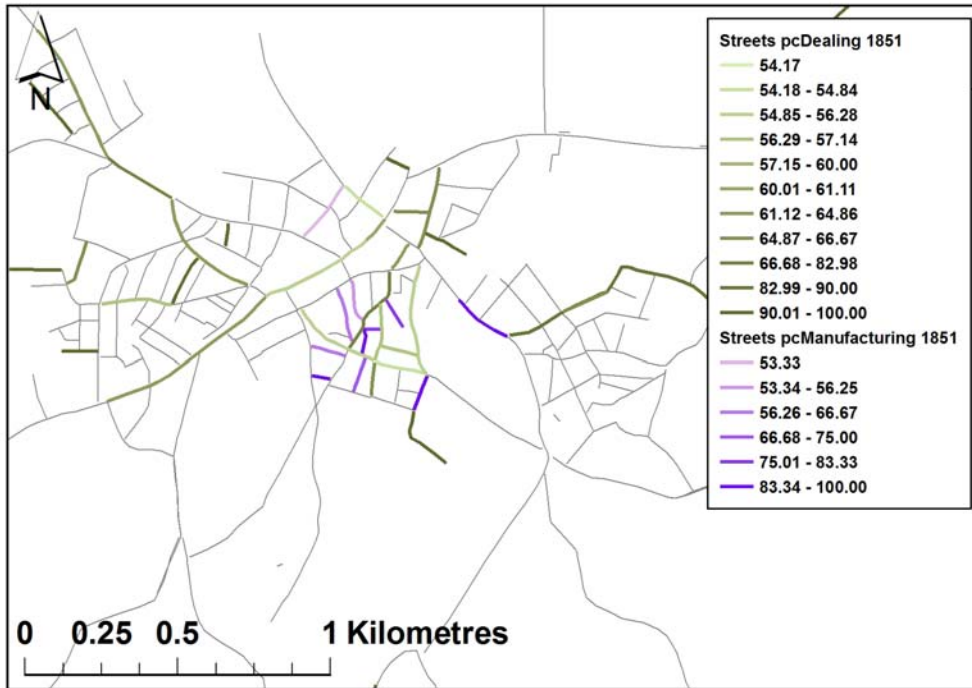 N
Streets pcDealing 1851
54.17
54.18 - 54.84
54.85 - 56.28
56.29 - 57.14
57.15 - 60.00
60.01 - 61.11
61.12 - 64.86
64.87 - 66.67
66.68 - 82.98
82.99 - 90.00
90.01 - 100.00
Streets pcManufacturing 1851
53.33
53.34 - 56.25
56.26 - 66.67
66.68 - 75.00
75.01 - 83.33
83.34 - 100.00
0 0.25 0.5 1 Kilometres